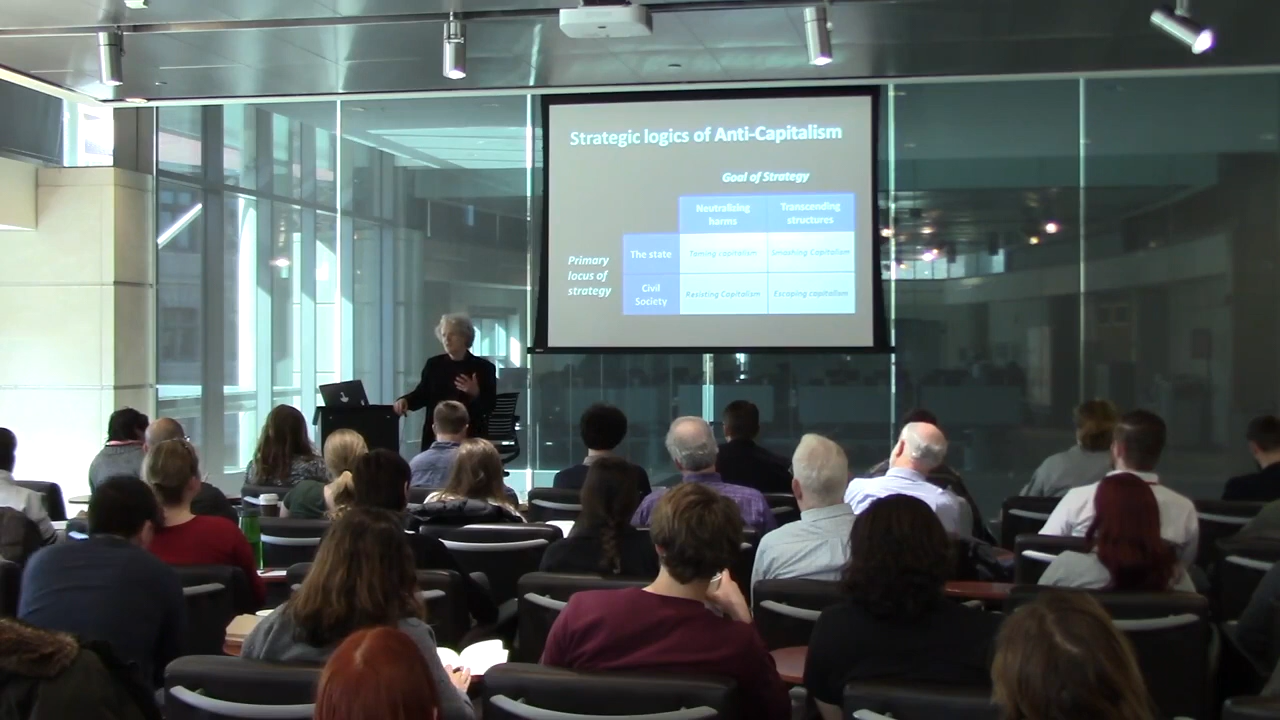 Strategic logics of Anti-Capitalism
Goal of Strategy
Neutralizing
harms
Transcending
structures
Primary
locus of
strategy
The state
Taming capitalism
Smashing Capitalism
Civil
Society
Resisting Capitalism
Escaping capitalism